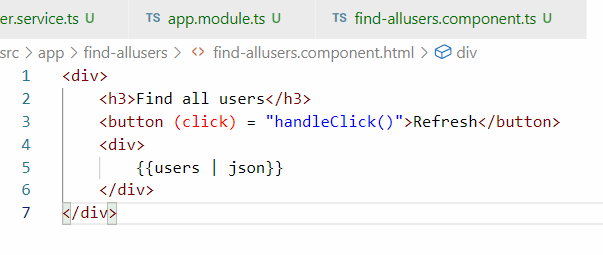 er.service.ts U TS app.module.ts U TS find-allusers.component.ts U
src > app > find-allusers > <> find-allusers.component.html > div
1 <div>
2 <h3>Find all users</h3>
3 <button (click) = "handleClick()">Refresh</button>
4 <div>
5 {{users | json}}
6 </div>
7 </div>